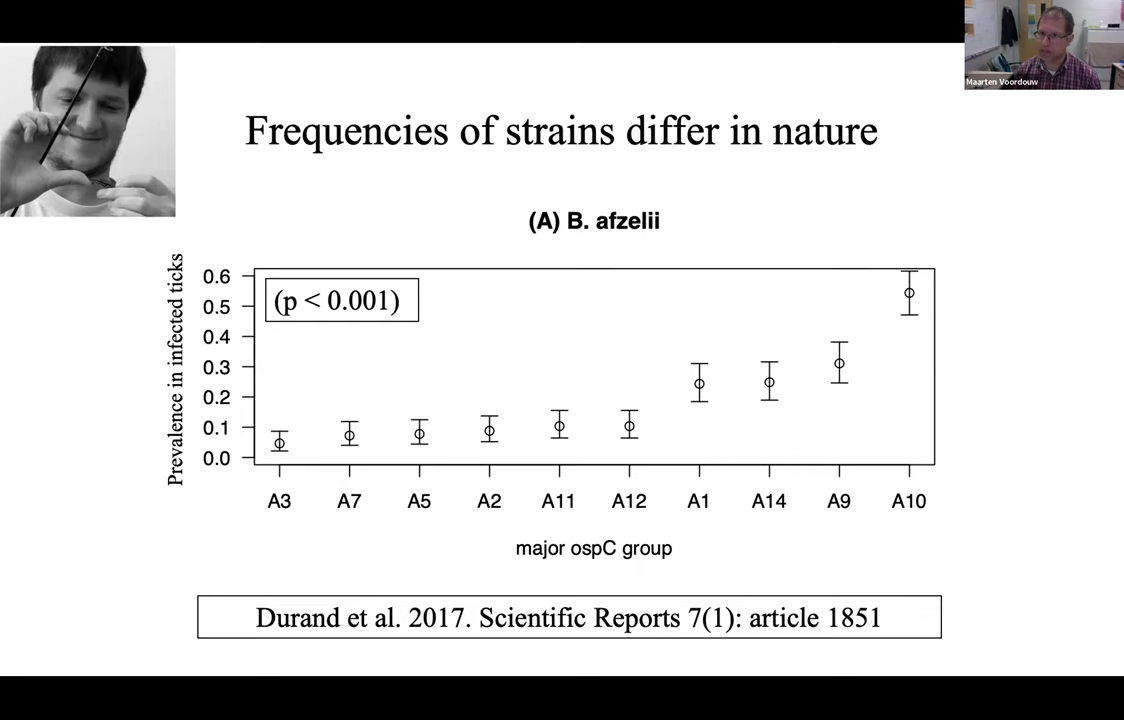 Maarten Voordouw
Frequencies of strains differ in nature
(A) B. afzelii
Prevalence in infected ticks
0.6
0.5
0.4
0.3
0.2
0.1
0.0
(p < 0.001)
A3 A7 A5 A2 A11 A12 A1 A14 A9 A10
major ospC group
Durand et al. 2017. Scientific Reports 7(1): article 1851